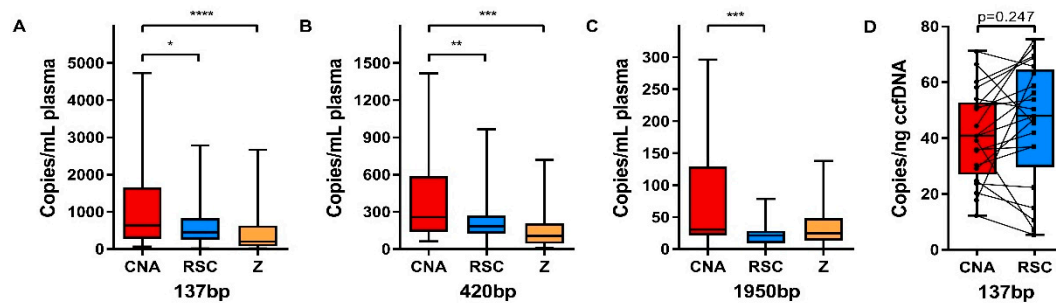 A
Copies/mL plasma
5000
4000
3000
2000
1000
0
****
*
CNA RSC Z
137bp
B
Copies/mL plasma
1500
1200
900
600
300
0
***
**
CNA RSC Z
420bp
C
Copies/mL plasma
300
250
200
150
100
50
0
***
CNA RSC Z
1950bp
D
Copies/ng ccfDNA
80
60
40
20
0
p=0.247
CNA RSC
137bp